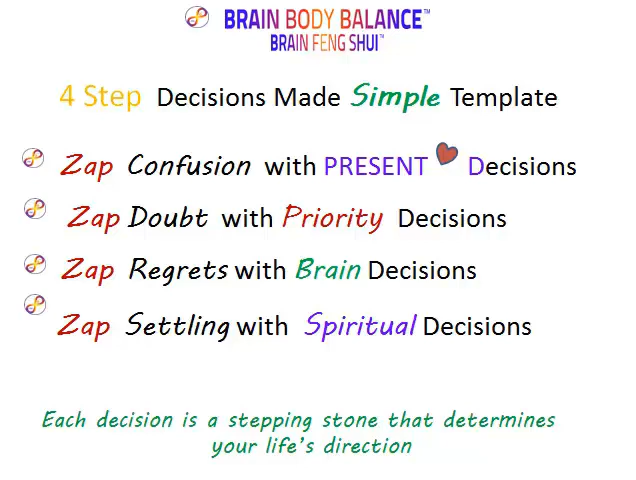 BRAIN BODY BALANCE™
BRAIN FENG SHUI™
4 Step Decisions Made Simple Template
Zap Confusion with PRESENT Decisions
Zap Doubt with Priority Decisions
Zap Regrets with Brain Decisions
Zap Settling with Spiritual Decisions
Each decision is a stepping stone that determines
your life's direction